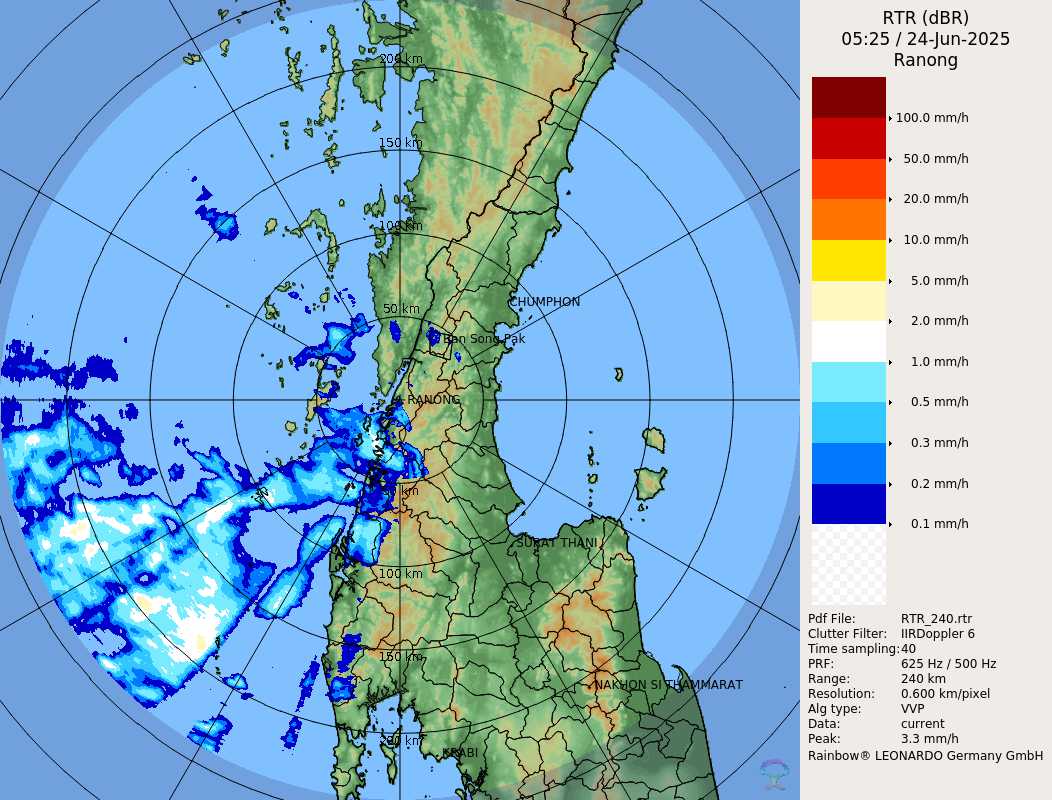 RTR (dBR)
05:25 / 24-Jun-2025
Ranong
100.0 mm/h
50.0 mm/h
20.0 mm/h
10.0 mm/h
5.0 mm/h
2.0 mm/h
1.0 mm/h
0.5 mm/h
0.3 mm/h
0.2 mm/h
0.1 mm/h
Pdf File: RTR_240.rtr
Clutter Filter: IIRDoppler 6
Time sampling: 40
PRF: 625 Hz / 500 Hz
Range: 240 km
Resolution: 0.600 km/pixel
Alg type: VVP
Data: current
Peak: 3.3 mm/h
Rainbow® LEONARDO Germany GmbH
200 km
150 km
100 km
CHUMPHON
50 km
Ban Song Pak
RANONG
50 km
SURAT THANI
100 km
150 km
NAKHON SI THAMMARAT
200 km
KRABI